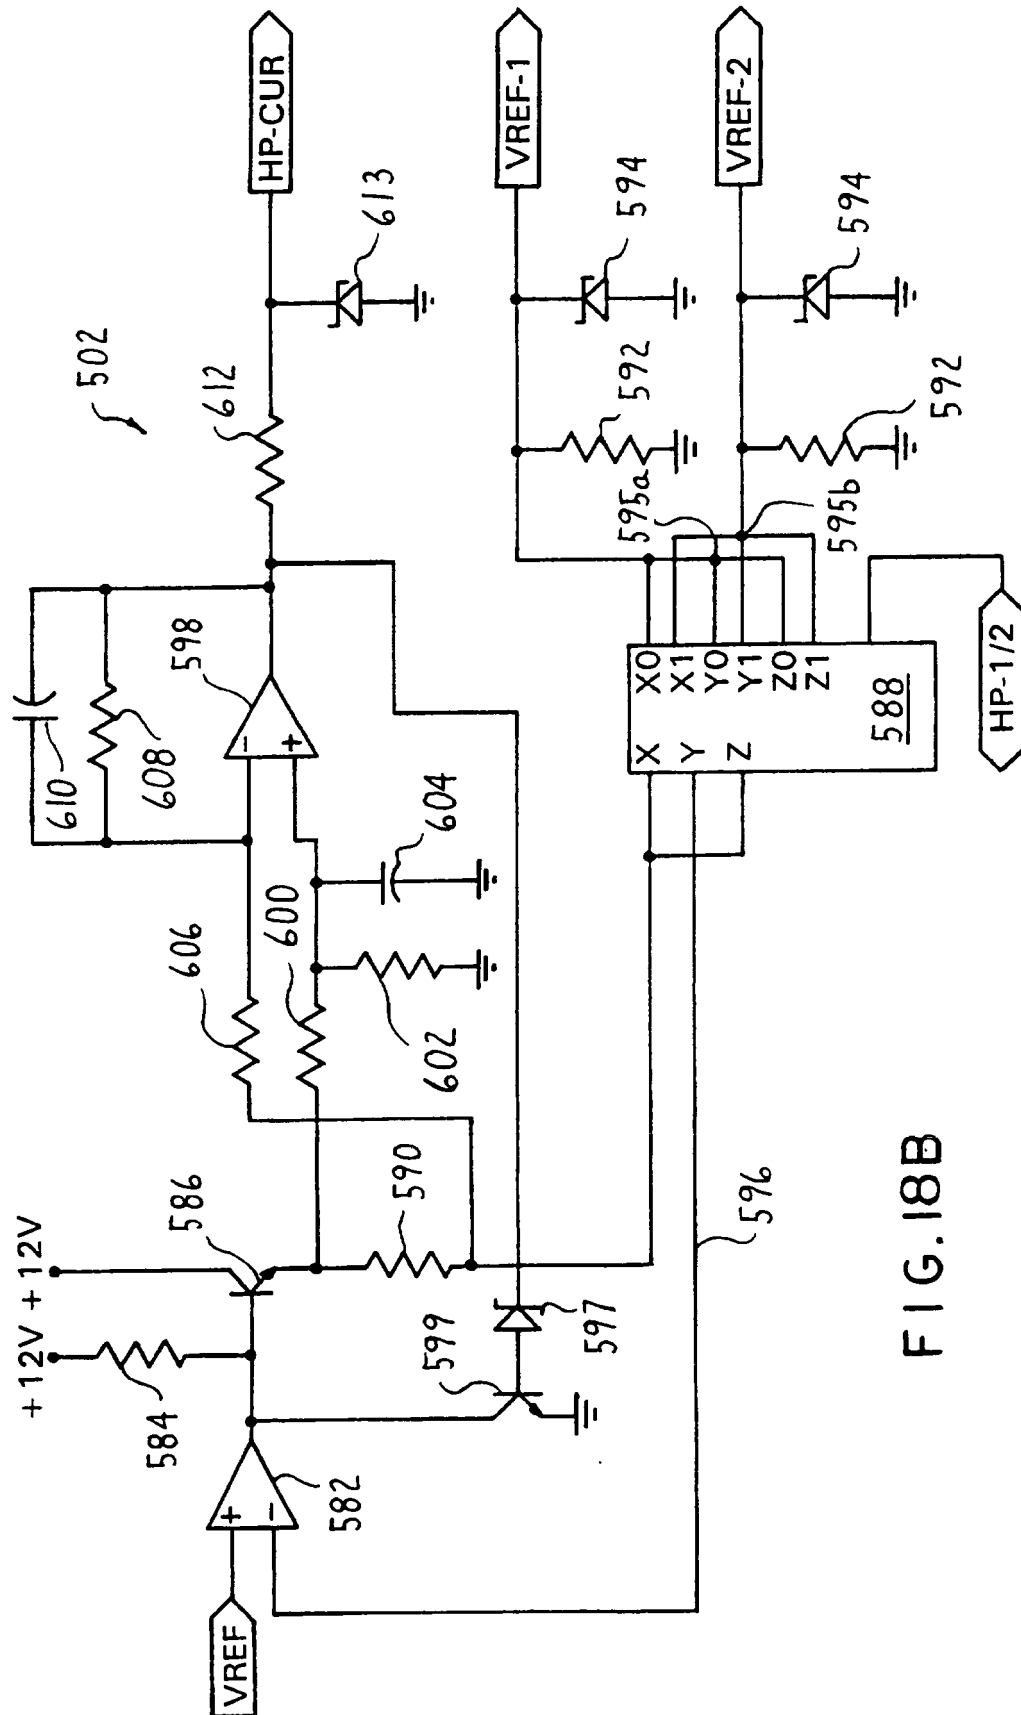 502
+12V
+12V
584
586
VREF
+
-
582
599
597
590
606
600
602
604
610
608
-
+
598
612
613
HP-CUR
592
594
VREF-1
595a
592
594
VREF-2
595b
596
X
Y
Z
X0
X1
Y0
Y1
Z0
Z1
588
HP-1/2
FIG.18B